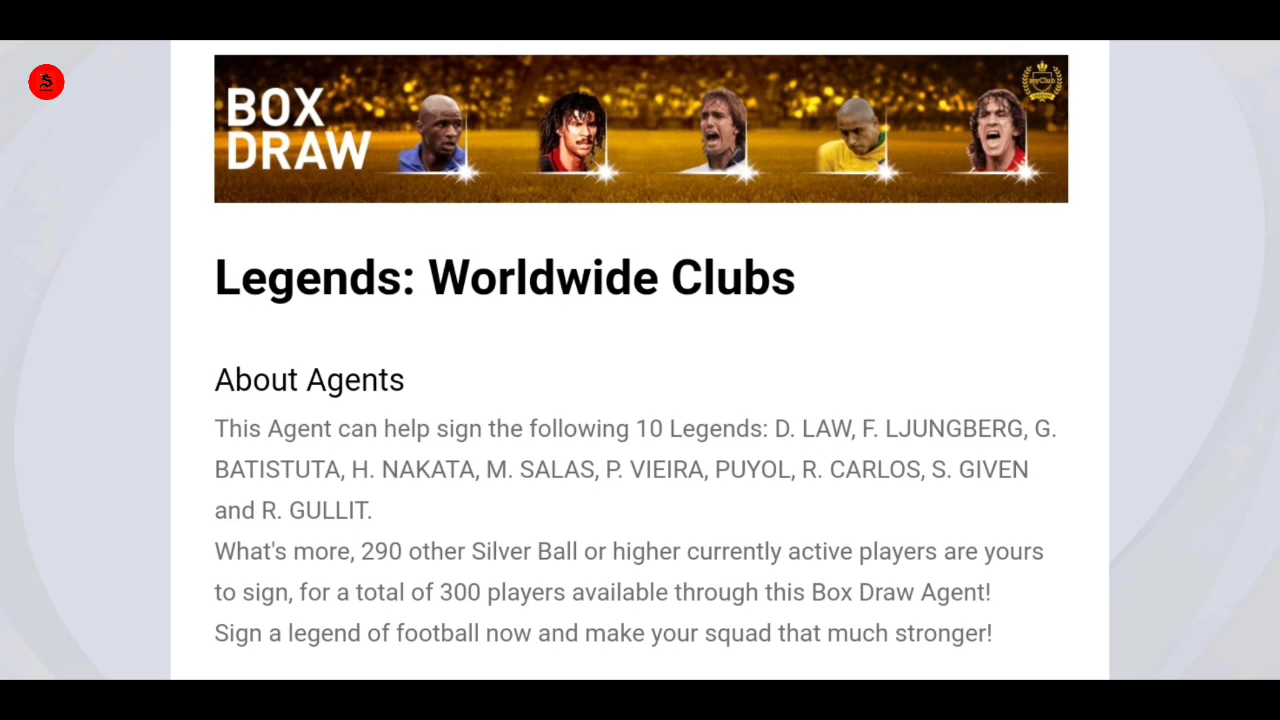 BOX
DRAW
myClub
Legends: Worldwide Clubs
About Agents
This Agent can help sign the following 10 Legends: D. LAW, F. LJUNGBERG, G.
BATISTUTA, H. NAKATA, M. SALAS, P. VIEIRA, PUYOL, R. CARLOS, S. GIVEN
and R. GULLIT.
What's more, 290 other Silver Ball or higher currently active players are yours
to sign, for a total of 300 players available through this Box Draw Agent!
Sign a legend of football now and make your squad that much stronger!